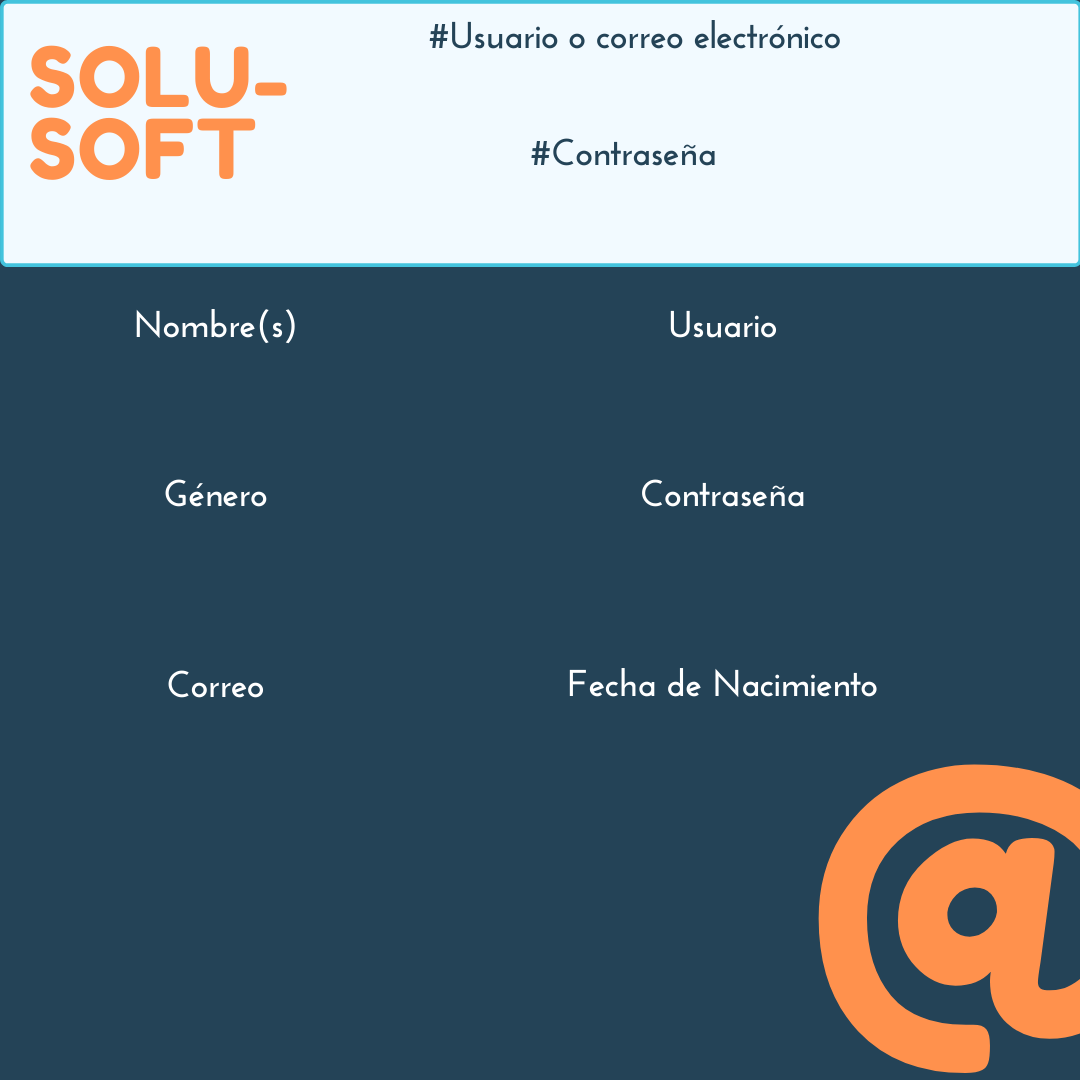 SOLU-
SOFT
#Usuario o correo electrónico
#Contraseña
Nombre(s)
Usuario
Género
Contraseña
Correo
Fecha de Nacimiento
@